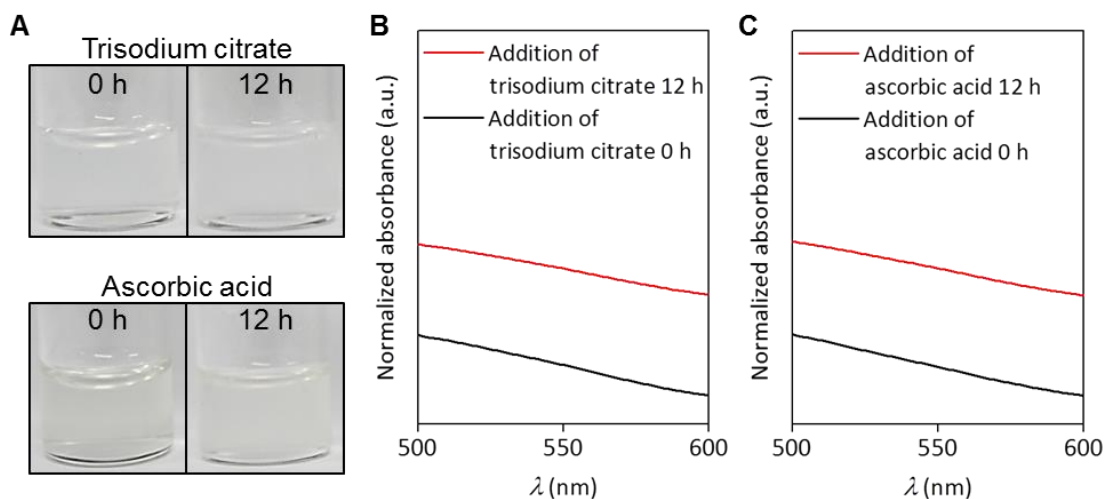 A
Trisodium citrate
0 h
12 h
Ascorbic acid
0 h
12 h
B
Normalized absorbance (a.u.)
Addition of
trisodium citrate 12 h
Addition of
trisodium citrate 0 h
500
550
600
λ (nm)
C
Normalized absorbance (a.u.)
Addition of
ascorbic acid 12 h
Addition of
ascorbic acid 0 h
500
550
600
λ (nm)